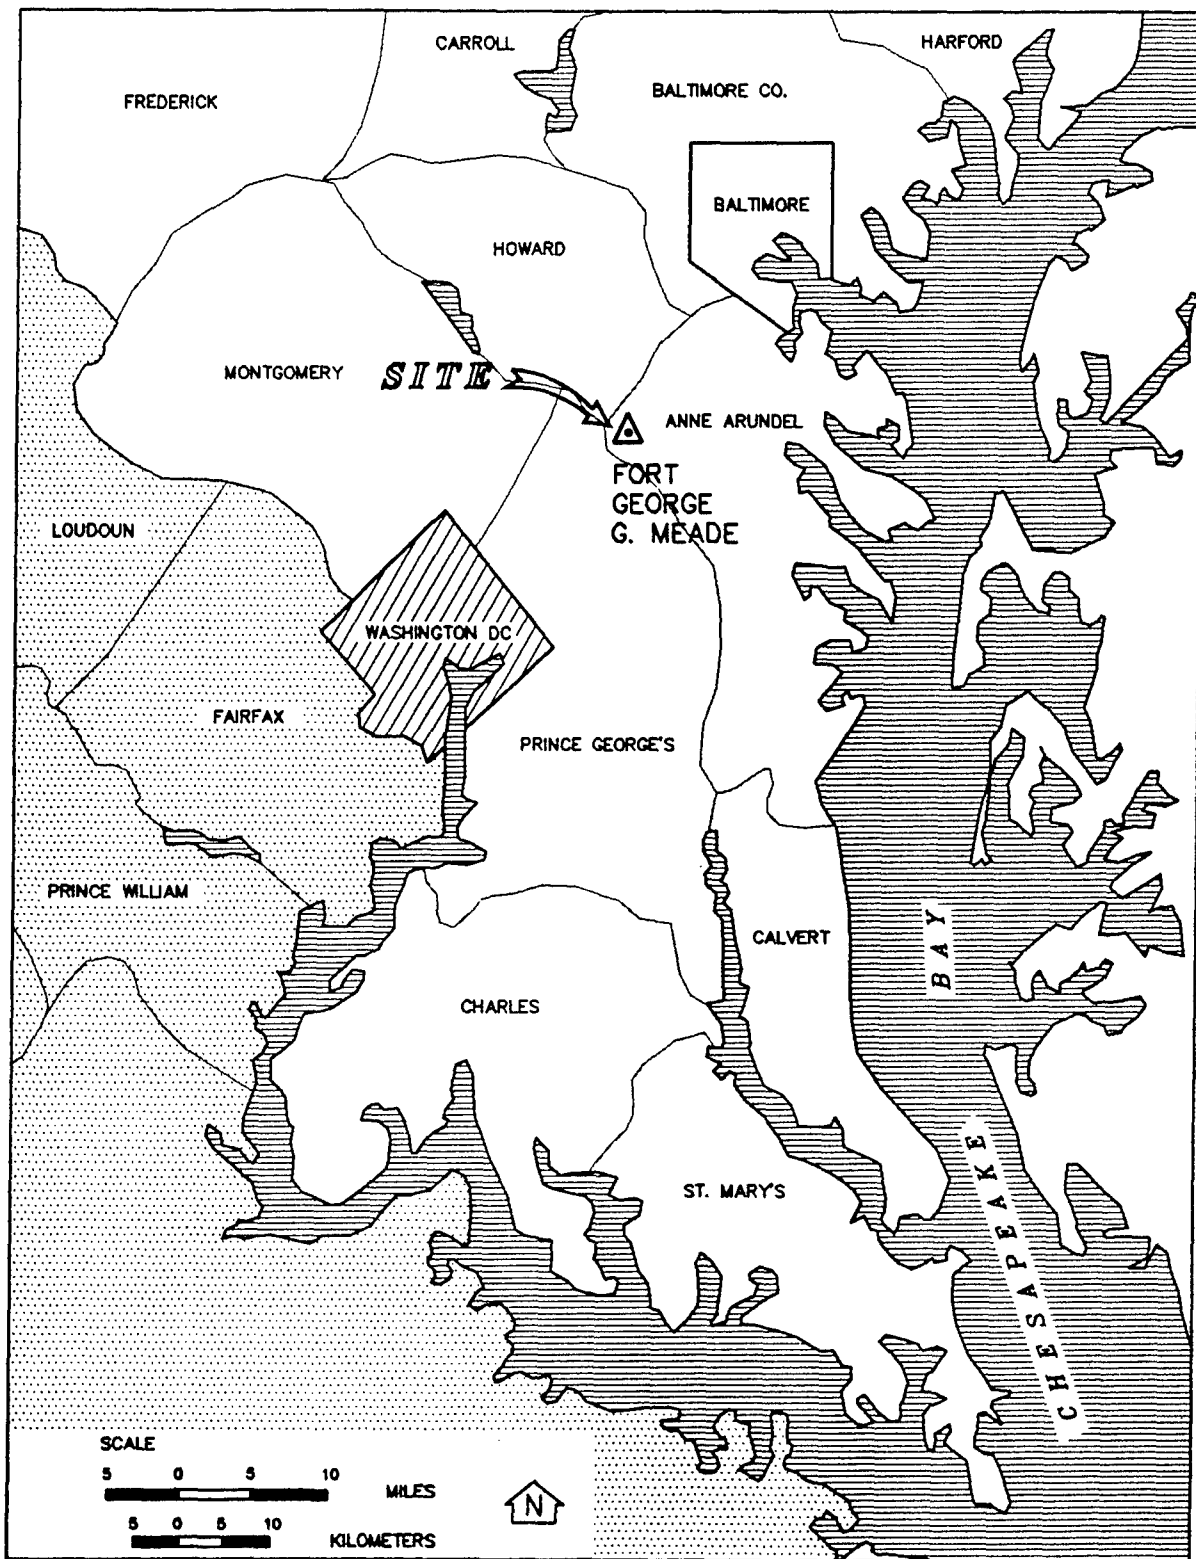 CARROLL
HARFORD
FREDERICK
BALTIMORE CO.
BALTIMORE
HOWARD
MONTGOMERY
SITE
ANNE ARUNDEL
FORT
GEORGE
G. MEADE
LOUDOUN
WASHINGTON DC
FAIRFAX
PRINCE GEORGE'S
PRINCE WILLIAM
CALVERT
CHARLES
ST. MARY'S
CHESAPEAKE
BAY
SCALE
5 0 5 10
MILES
N
5 0 5 10
KILOMETERS